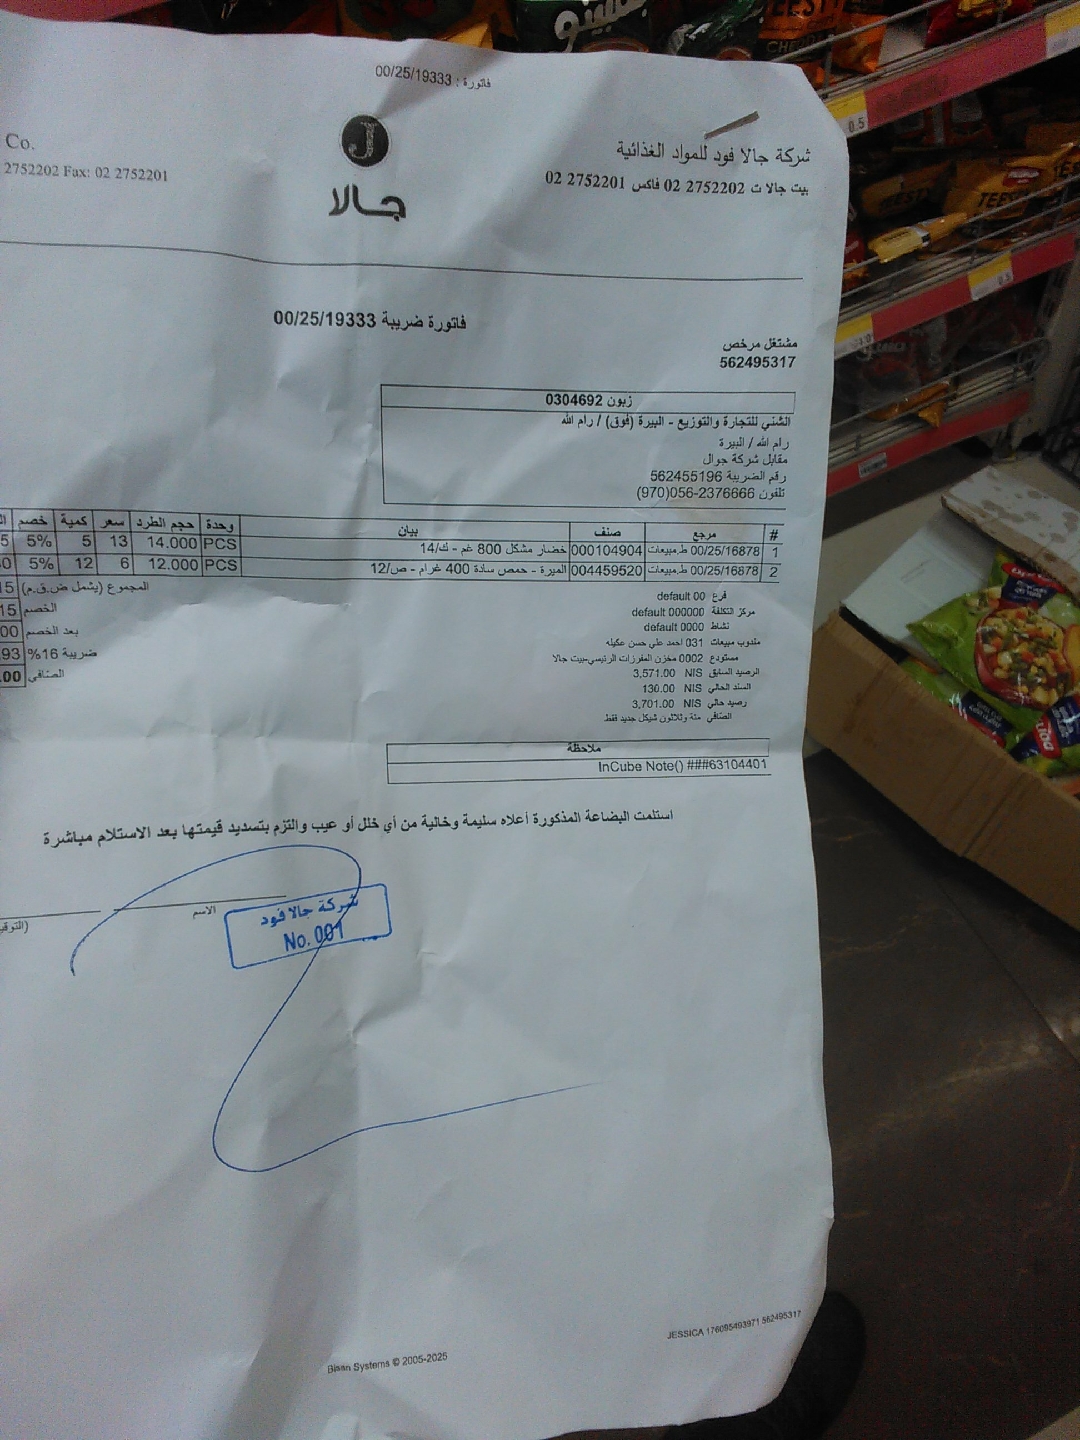 فاتورة : 00/25/19333
شركة جالا فود للمواد الغذائية
بيت جالا ت 2752202 02 فاكس 2752201 02
Co.
2752202 Fax: 02 2752201
J
جالا
فاتورة ضريبة 00/25/19333
مشتغل مرخص
562495317
زبون 0304692
الشني للتجارة والتوزيع - البيرة (فوق) / رام الله
رام الله / البيرة
مقابل شركة جوال
رقم الضريبة 562455196
تلفون 056-2376666(970)
# مرجع صنف بيان وحدة حجم الطرد سعر كمية خصم
1 00/25/16878 ط.مبيعات 000104904 خضار مشكل 800 غم - ك/14 PCS 14.000 13 5 5%
2 00/25/16878 ط.مبيعات 004459520 الميرة - حمص سادة 400 غرام - ص/12 PCS 12.000 6 12 5%
المجموع (يشمل ض.ق.م)
الخصم
بعد الخصم
ضريبة 16%
الصافي
فرع 00 default
مركز التكلفة 000000 default
نشاط 0000 default
مندوب مبيعات 031 احمد علي حسن عكيله
مستودع 0002 مخزن المفرزات الرئيسي-بيت جالا
الرصيد السابق NIS 3,571.00
السند الحالي NIS 130.00
رصيد حالي NIS 3,701.00
الصافي مئة وثلاثون شيكل جديد فقط
ملاحظة
InCube Note() ###63104401
استلمت البضاعة المذكورة أعلاه سليمة وخالية من أي خلل أو عيب والتزم بتسديد قيمتها بعد الاستلام مباشرة
الاسم
شركة جالا فود
No. 001
JESSICA 176095493971 562495317
Bisan Systems © 2005-2025